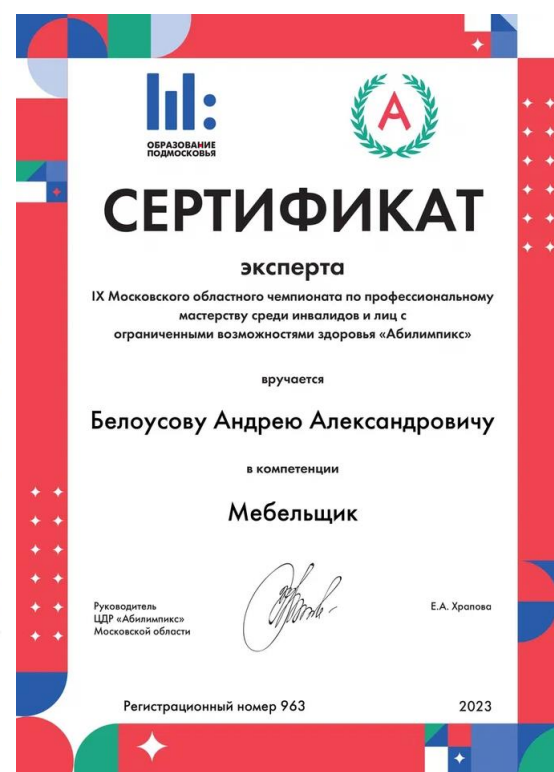 ОБРАЗОВАНИЕ
ПОДМОСКОВЬЯ
А
СЕРТИФИКАТ
эксперта
IX Московского областного чемпионата по профессиональному
мастерству среди инвалидов и лиц с
ограниченными возможностями здоровья «Абилимпикс»
вручается
Белоусову Андрею Александровичу
в компетенции
Мебельщик
Руководитель
ЦДР «Абилимпикс»
Московской области
Е.А. Храпова
Регистрационный номер 963
2023